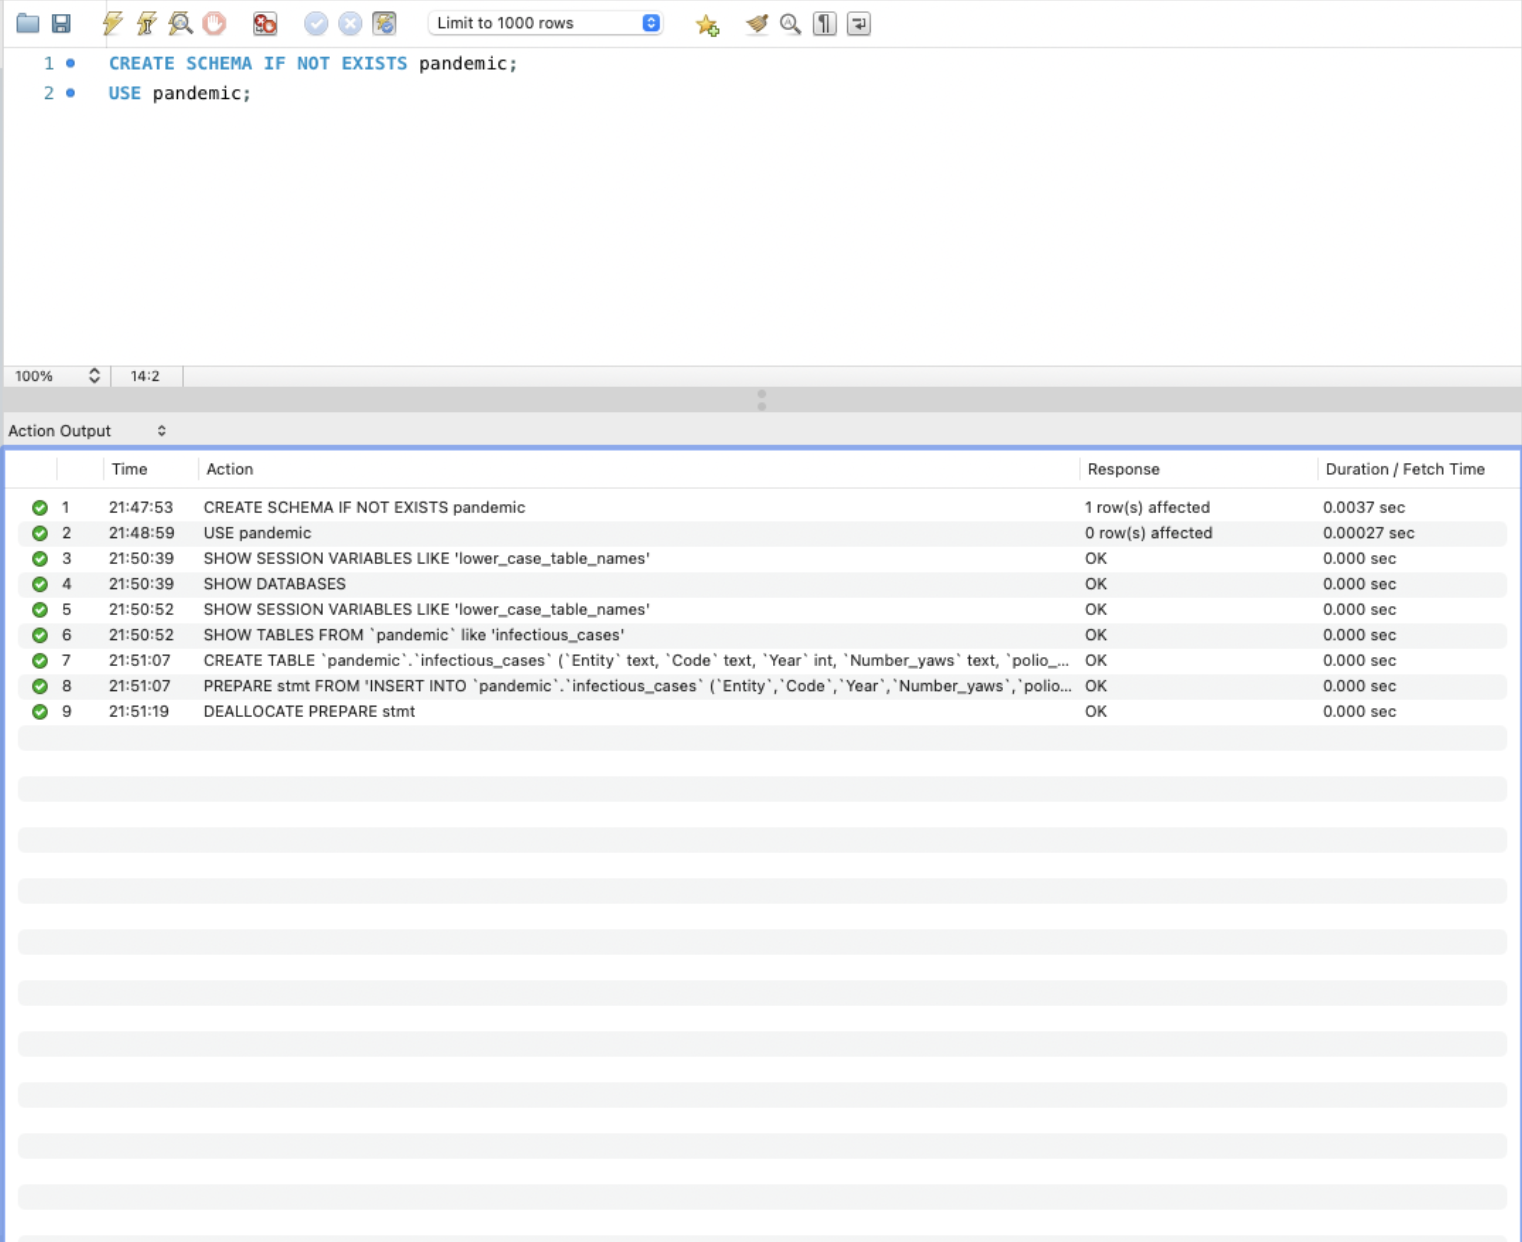 Limit to 1000 rows
1 CREATE SCHEMA IF NOT EXISTS pandemic;
2 USE pandemic;
100% 14:2
Action Output
Time Action Response Duration / Fetch Time
1 21:47:53 CREATE SCHEMA IF NOT EXISTS pandemic 1 row(s) affected 0.0037 sec
2 21:48:59 USE pandemic 0 row(s) affected 0.00027 sec
3 21:50:39 SHOW SESSION VARIABLES LIKE 'lower_case_table_names' OK 0.000 sec
4 21:50:39 SHOW DATABASES OK 0.000 sec
5 21:50:52 SHOW SESSION VARIABLES LIKE 'lower_case_table_names' OK 0.000 sec
6 21:50:52 SHOW TABLES FROM `pandemic` like 'infectious_cases' OK 0.000 sec
7 21:51:07 CREATE TABLE `pandemic`.`infectious_cases` (`Entity` text, `Code` text, `Year` int, `Number_yaws` text, `polio_... OK 0.000 sec
8 21:51:07 PREPARE stmt FROM 'INSERT INTO `pandemic`.`infectious_cases` (`Entity`,`Code`,`Year`,`Number_yaws`,`polio... OK 0.000 sec
9 21:51:19 DEALLOCATE PREPARE stmt OK 0.000 sec